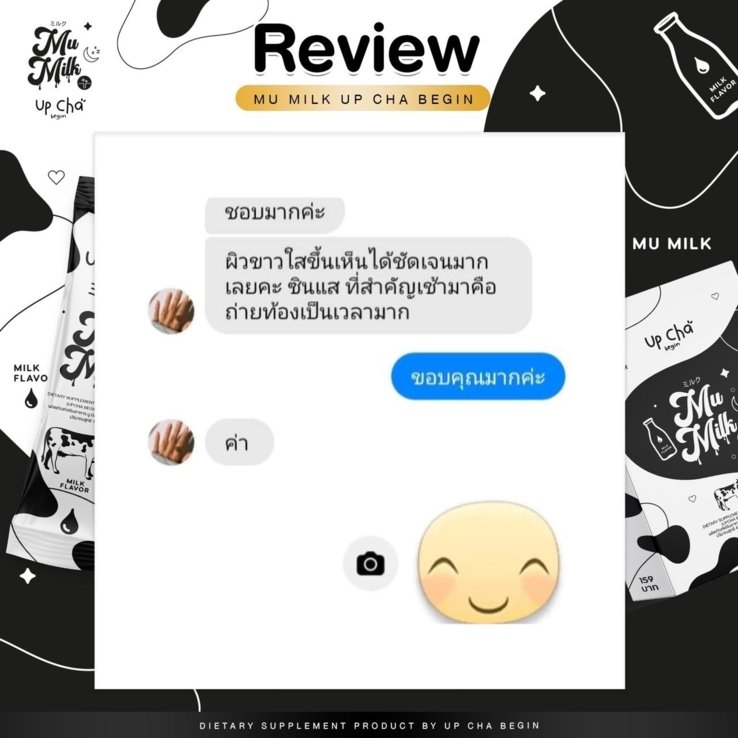 ミルク
Mu
Milk
UP Cha
begin
Review
MU MILK UP CHA BEGIN
MILK
FLAVOR
ชอบมากค่ะ
ผิวขาวใสขึ้นเห็นได้ชัดเจนมาก
เลยคะ ซินแส ที่สำคัญเช้ามาคือ
ถ่ายท้องเป็นเวลามาก
ขอบคุณมากค่ะ
ค่า
MU MILK
MILK
FLAVO
MILK
FLAVOR
UP Cha
begin
ミルク
Mu
Milk
159
บาท
DIETARY SUPPLEMENT PRODUCT BY UP CHA BEGIN